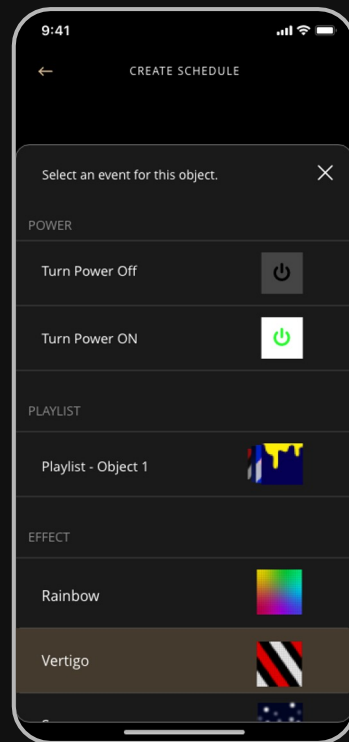 9:41
CREATE SCHEDULE
Select an event for this object.
POWER
Turn Power Off
Turn Power ON
PLAYLIST
Playlist - Object 1
EFFECT
Rainbow
Vertigo